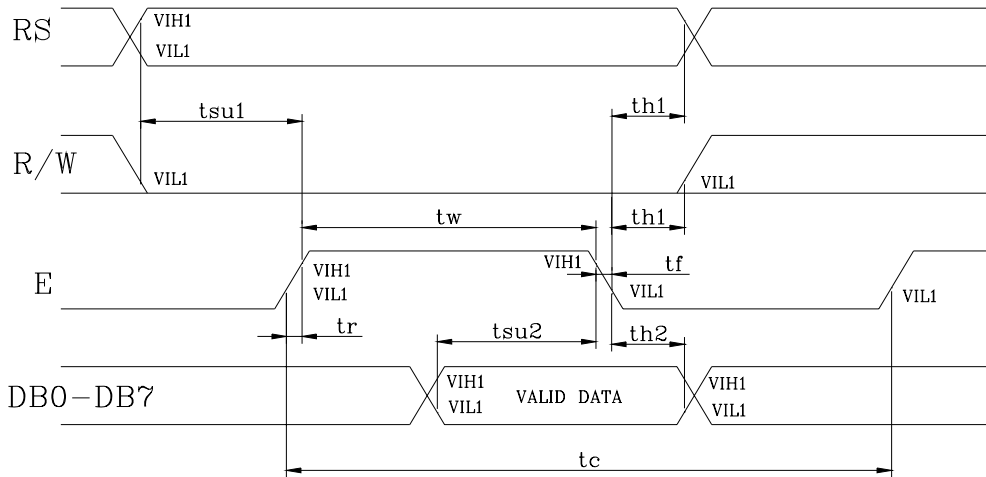 RS
VIH1
VIL1
tsu1
th1
R/W
VIL1
VIL1
tw
th1
E
VIH1
VIL1
VIH1
tf
VIL1
VIL1
tr
tsu2
th2
DB0-DB7
VIH1
VIL1
VALID DATA
VIH1
VIL1
tc